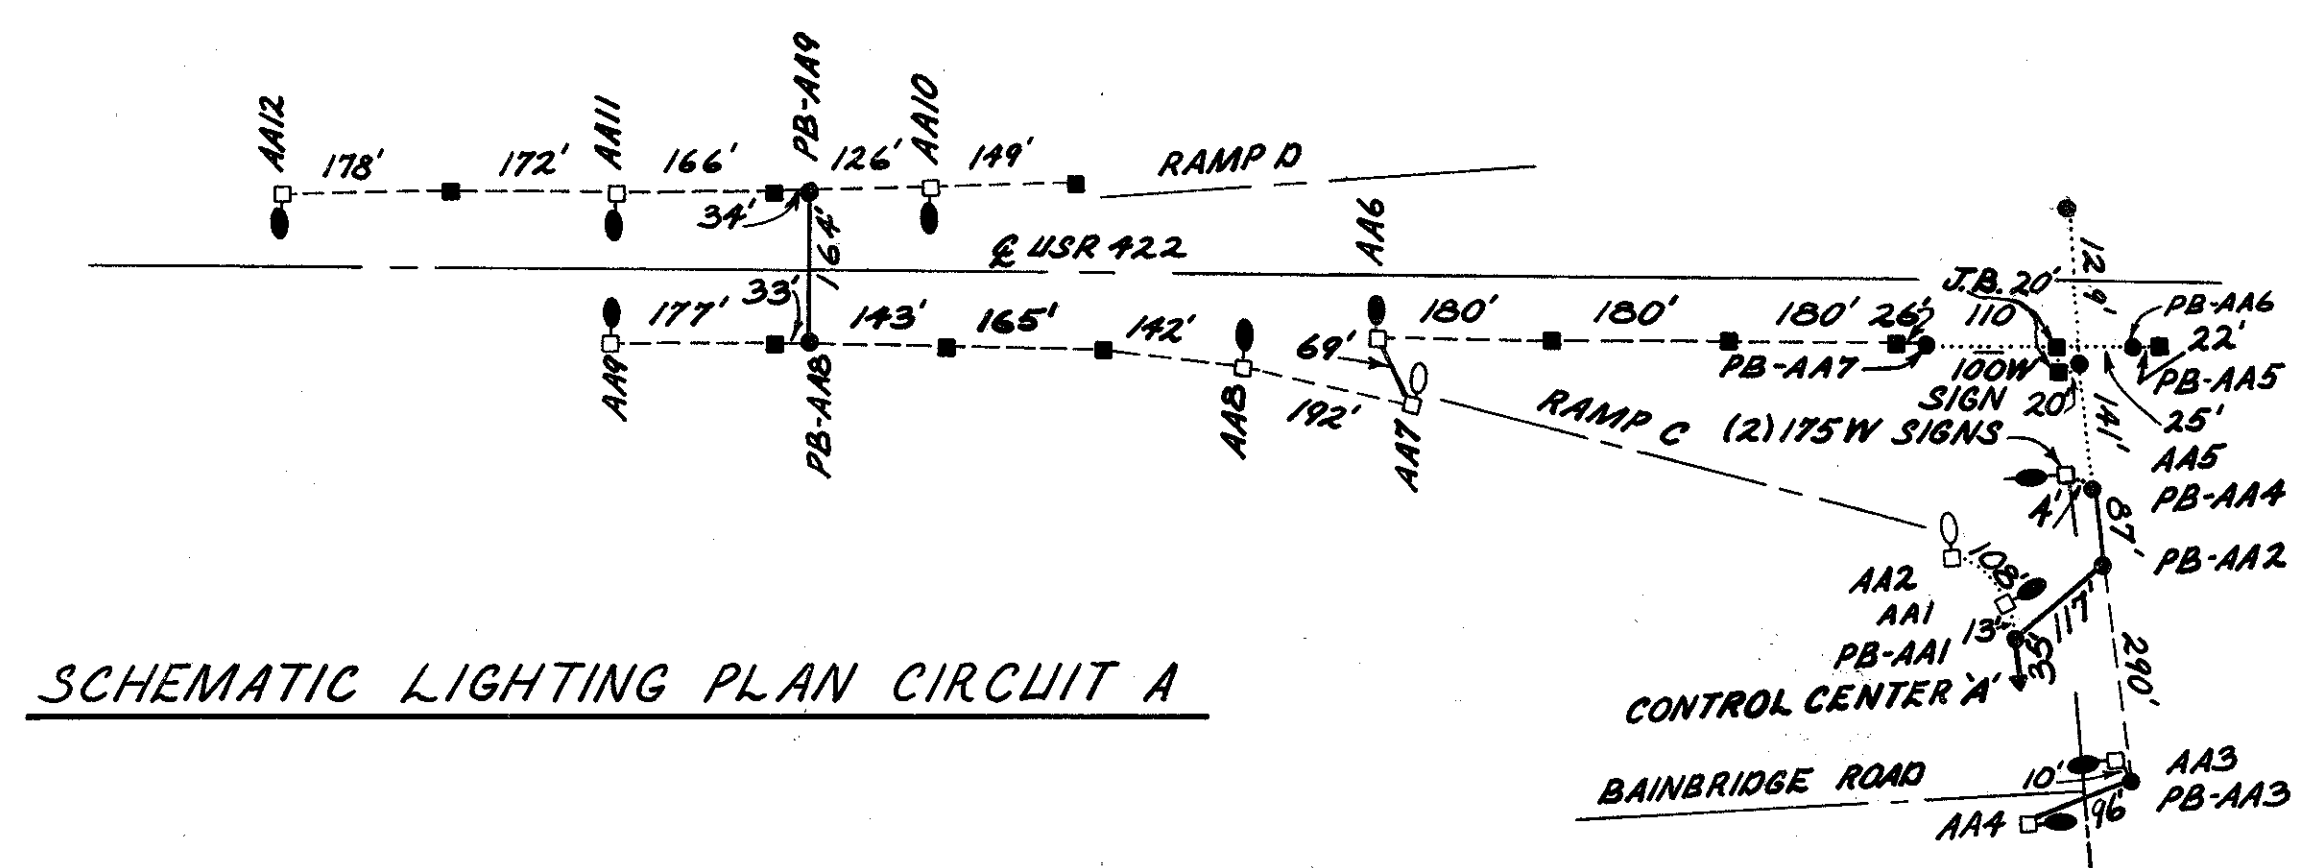 AA12
178'
172'
AA11
166'
PB-AA9
126'
AA10
149'
RAMP D
34'
164'
℄ USR 422
AA6
129'
J.B. 20'
AA9
177'
33'
PB-AA8
143'
165'
142'
AA8
192'
69'
AA7
180'
180'
180'
26'
PB-AA7
110
100W
SIGN
20'
PB-AA6
22'
PB-AA5
25'
141'
RAMP C
(2) 175W SIGNS
AA5
PB-AA4
4'
87'
PB-AA2
108'
AA2
AA1
13'
PB-AA1
117'
35'
290'
CONTROL CENTER 'A'
SCHEMATIC LIGHTING PLAN CIRCUIT A
BAINBRIDGE ROAD
10'
AA3
PB-AA3
96'
AA4